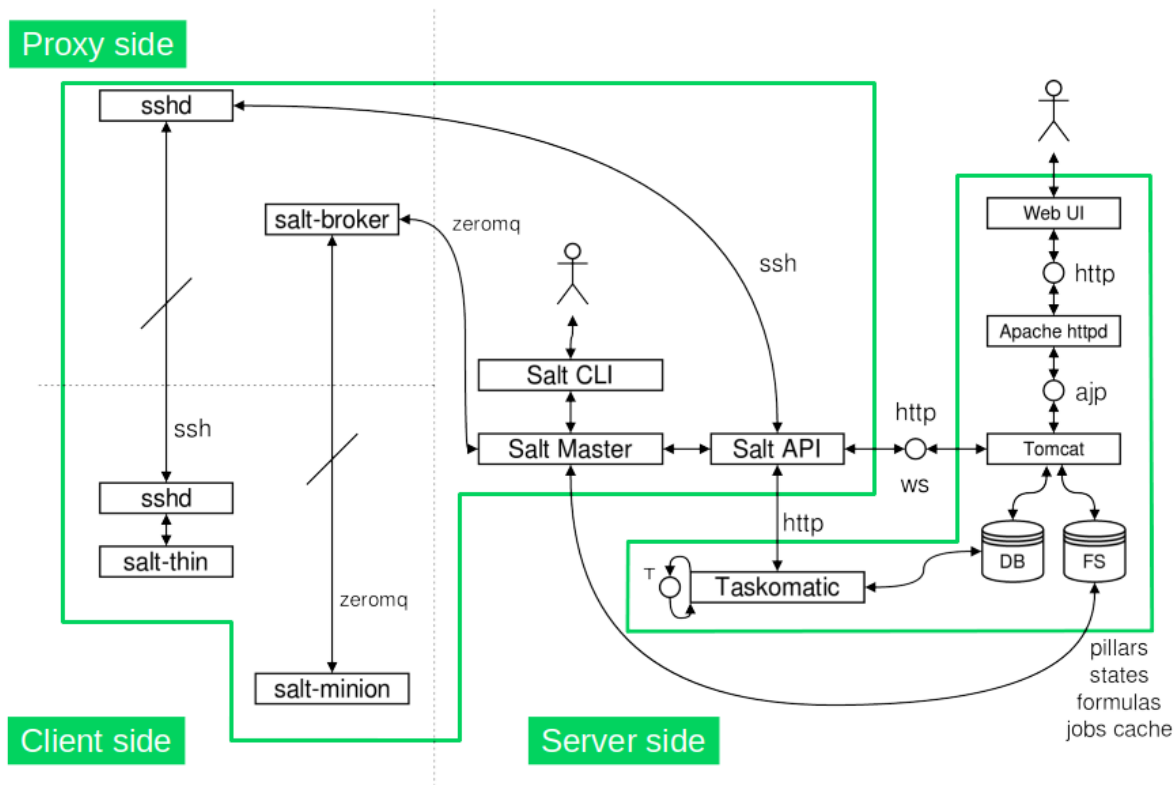 Proxy side
sshd
salt-broker
zeromq
ssh
Web UI
http
Apache httpd
ajp
Salt CLI
Salt Master
Salt API
http
ws
Tomcat
ssh
sshd
salt-thin
http
DB
FS
T
Taskomatic
zeromq
salt-minion
pillars
states
formulas
jobs cache
Client side
Server side